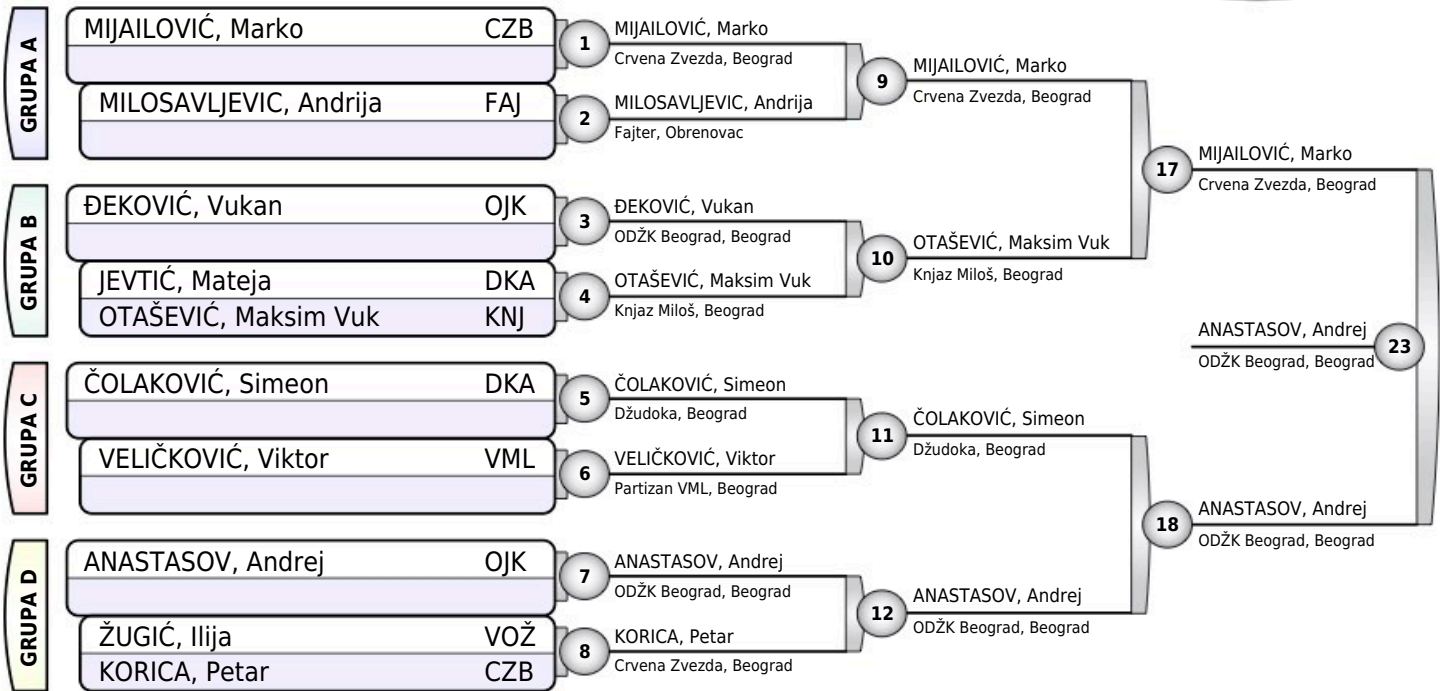 GRUPA A
MIJAILOVIĆ, Marko CZB
MILOSAVLJEVIC, Andrija FAJ
GRUPA B
ĐEKOVIĆ, Vukan OJK
JEVTIĆ, Mateja DKA
OTAŠEVIĆ, Maksim Vuk KNJ
GRUPA C
ČOLAKOVIĆ, Simeon DKA
VELIČKOVIĆ, Viktor VML
GRUPA D
ANASTASOV, Andrej OJK
ŽUGIĆ, Ilija VOŽ
KORICA, Petar CZB
1
MIJAILOVIĆ, Marko
Crvena Zvezda, Beograd
2
MILOSAVLJEVIC, Andrija
Fajter, Obrenovac
3
ĐEKOVIĆ, Vukan
ODŽK Beograd, Beograd
4
OTAŠEVIĆ, Maksim Vuk
Knjaz Miloš, Beograd
5
ČOLAKOVIĆ, Simeon
Džudoka, Beograd
6
VELIČKOVIĆ, Viktor
Partizan VML, Beograd
7
ANASTASOV, Andrej
ODŽK Beograd, Beograd
8
KORICA, Petar
Crvena Zvezda, Beograd
9
MIJAILOVIĆ, Marko
Crvena Zvezda, Beograd
10
OTAŠEVIĆ, Maksim Vuk
Knjaz Miloš, Beograd
11
ČOLAKOVIĆ, Simeon
Džudoka, Beograd
12
ANASTASOV, Andrej
ODŽK Beograd, Beograd
17
MIJAILOVIĆ, Marko
Crvena Zvezda, Beograd
18
ANASTASOV, Andrej
ODŽK Beograd, Beograd
ANASTASOV, Andrej
ODŽK Beograd, Beograd
23